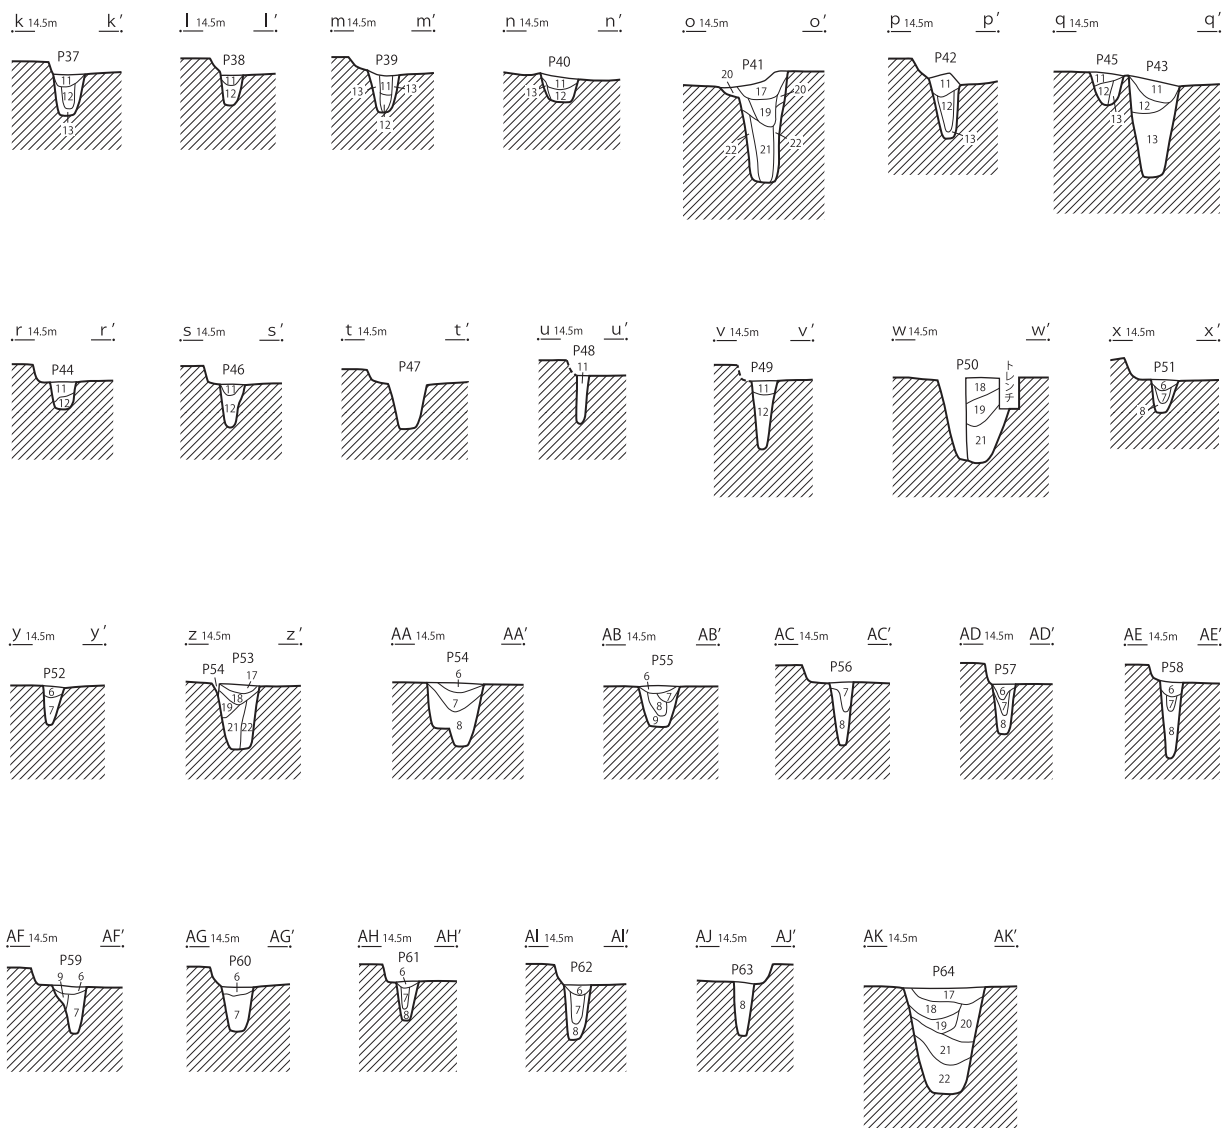 k 14.5m k′ l 14.5m l′ m 14.5m m′ n 14.5m n′ o 14.5m o′ p 14.5m p′ q 14.5m q′
P37
11
12
13
P38
11
12
P39
13 11 13
12
P40
11
13 12
P41
20
17 20
19
22 21 22
P42
11
12
13
P45 P43
11 11
12 12
13
13
r 14.5m r′ s 14.5m s′ t 14.5m t′ u 14.5m u′ v 14.5m v′ w 14.5m w′ x 14.5m x′
P44
11
12
P46
11
12
P47
P48
11
P49
11
12
P50
トレンチ
18
19
21
P51
6
7
8
y 14.5m y′ z 14.5m z′ AA 14.5m AA′ AB 14.5m AB′ AC 14.5m AC′ AD 14.5m AD′ AE 14.5m AE′
P52
6
7
P53
P54
17
18
19
21 22
P54
6
7
8
P55
6
7
8
9
P56
7
8
P57
6
7
8
P58
6
7
8
AF 14.5m AF′ AG 14.5m AG′ AH 14.5m AH′ AI 14.5m AI′ AJ 14.5m AJ′ AK 14.5m AK′
P59
9 6
7
P60
6
7
P61
6
7
8
P62
6
7
8
P63
8
P64
17
18
19 20
21
22